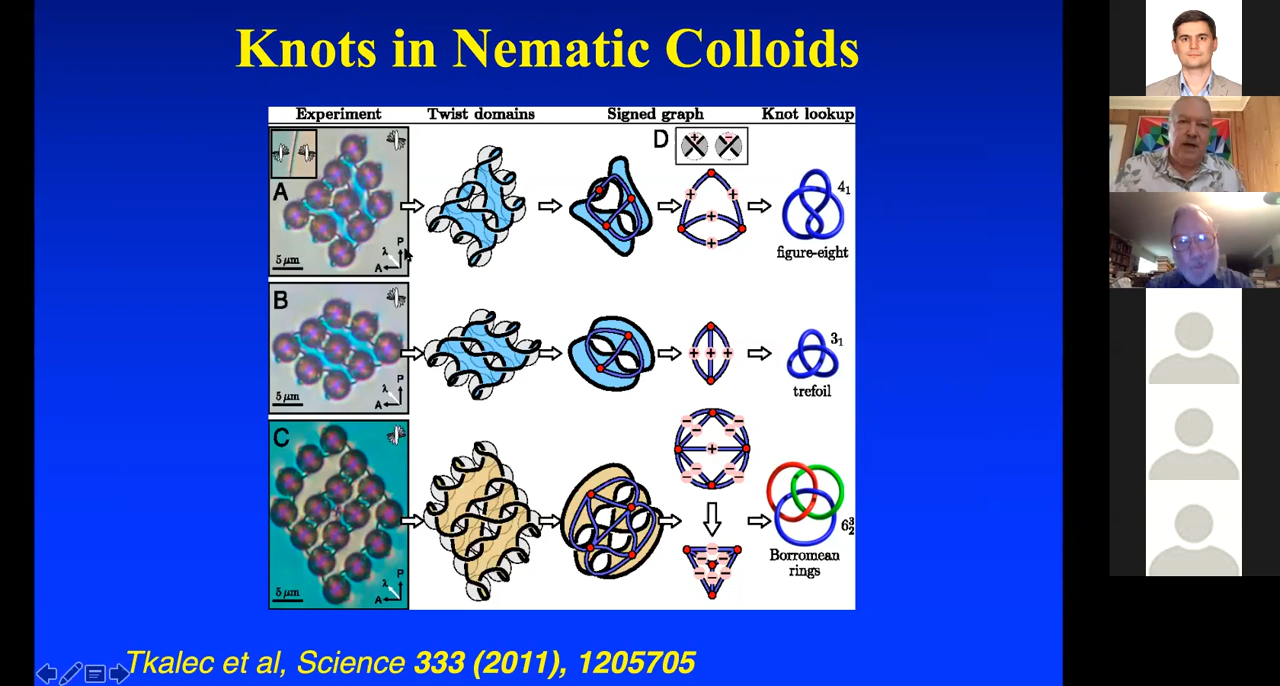 Knots in Nematic Colloids
Experiment Twist domains Signed graph Knot lookup
A
5 μm
P
λ
A
D
+ −
+ +
+
+
4₁
figure-eight
B
5 μm
P
λ
A
+ + +
3₁
trefoil
C
5 μm
P
λ
A
− −
− −
+
− −
− −
−
− −
− −
−
6³₂
Borromean
rings
Tkalec et al, Science 333 (2011), 1205705